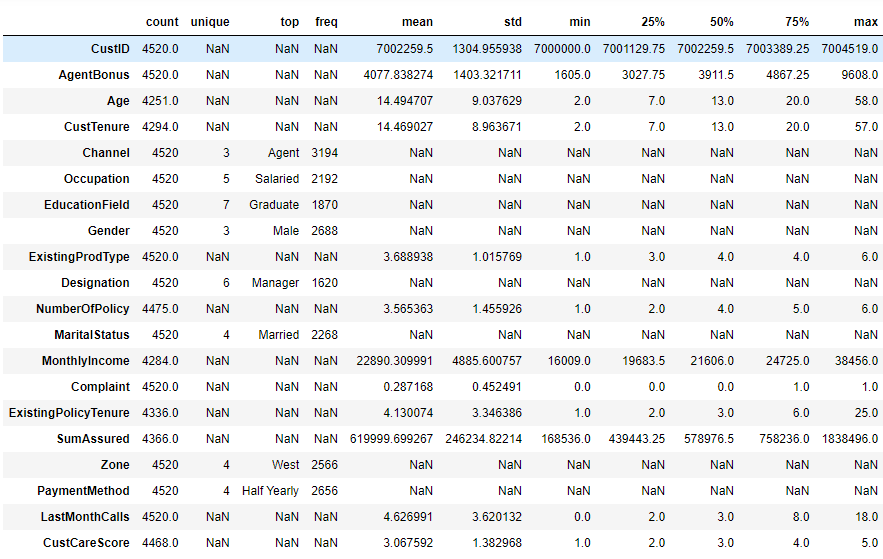 count unique top freq mean std min 25% 50% 75% max
CustID 4520.0 NaN NaN NaN 7002259.5 1304.955938 7000000.0 7001129.75 7002259.5 7003389.25 7004519.0
AgentBonus 4520.0 NaN NaN NaN 4077.838274 1403.321711 1605.0 3027.75 3911.5 4867.25 9608.0
Age 4251.0 NaN NaN NaN 14.494707 9.037629 2.0 7.0 13.0 20.0 58.0
CustTenure 4294.0 NaN NaN NaN 14.469027 8.963671 2.0 7.0 13.0 20.0 57.0
Channel 4520 3 Agent 3194 NaN NaN NaN NaN NaN NaN NaN
Occupation 4520 5 Salaried 2192 NaN NaN NaN NaN NaN NaN NaN
EducationField 4520 7 Graduate 1870 NaN NaN NaN NaN NaN NaN NaN
Gender 4520 3 Male 2688 NaN NaN NaN NaN NaN NaN NaN
ExistingProdType 4520.0 NaN NaN NaN 3.688938 1.015769 1.0 3.0 4.0 4.0 6.0
Designation 4520 6 Manager 1620 NaN NaN NaN NaN NaN NaN NaN
NumberOfPolicy 4475.0 NaN NaN NaN 3.565363 1.455926 1.0 2.0 4.0 5.0 6.0
MaritalStatus 4520 4 Married 2268 NaN NaN NaN NaN NaN NaN NaN
MonthlyIncome 4284.0 NaN NaN NaN 22890.309991 4885.600757 16009.0 19683.5 21606.0 24725.0 38456.0
Complaint 4520.0 NaN NaN NaN 0.287168 0.452491 0.0 0.0 0.0 1.0 1.0
ExistingPolicyTenure 4336.0 NaN NaN NaN 4.130074 3.346386 1.0 2.0 3.0 6.0 25.0
SumAssured 4366.0 NaN NaN NaN 619999.699267 246234.82214 168536.0 439443.25 578976.5 758236.0 1838496.0
Zone 4520 4 West 2566 NaN NaN NaN NaN NaN NaN NaN
PaymentMethod 4520 4 Half Yearly 2656 NaN NaN NaN NaN NaN NaN NaN
LastMonthCalls 4520.0 NaN NaN NaN 4.626991 3.620132 0.0 2.0 3.0 8.0 18.0
CustCareScore 4468.0 NaN NaN NaN 3.067592 1.382968 1.0 2.0 3.0 4.0 5.0